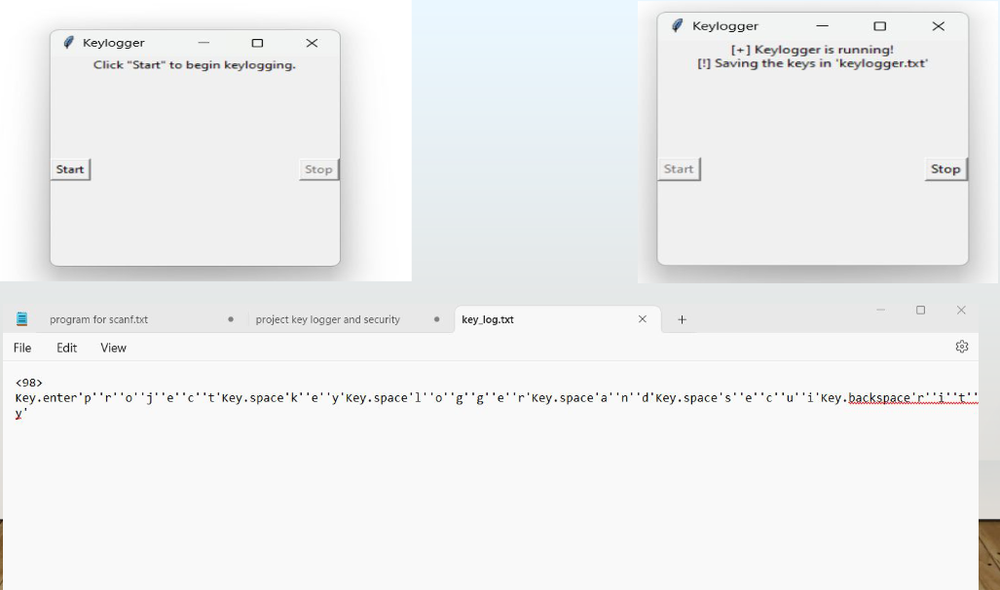 Keylogger
Click "Start" to begin keylogging.
Start
Stop
Keylogger
[+] Keylogger is running!
[!] Saving the keys in 'keylogger.txt'
Start
Stop
program for scanf.txt
project key logger and security
key_log.txt
File
Edit
View
<98>
Key.enter'p''r''o''j''e''c''t'Key.space'k''e''y'Key.space'l''o''g''g''e''r'Key.space'a''n''d'Key.space's''e''c''u''i'Key.backspace'r''i''t''
y'